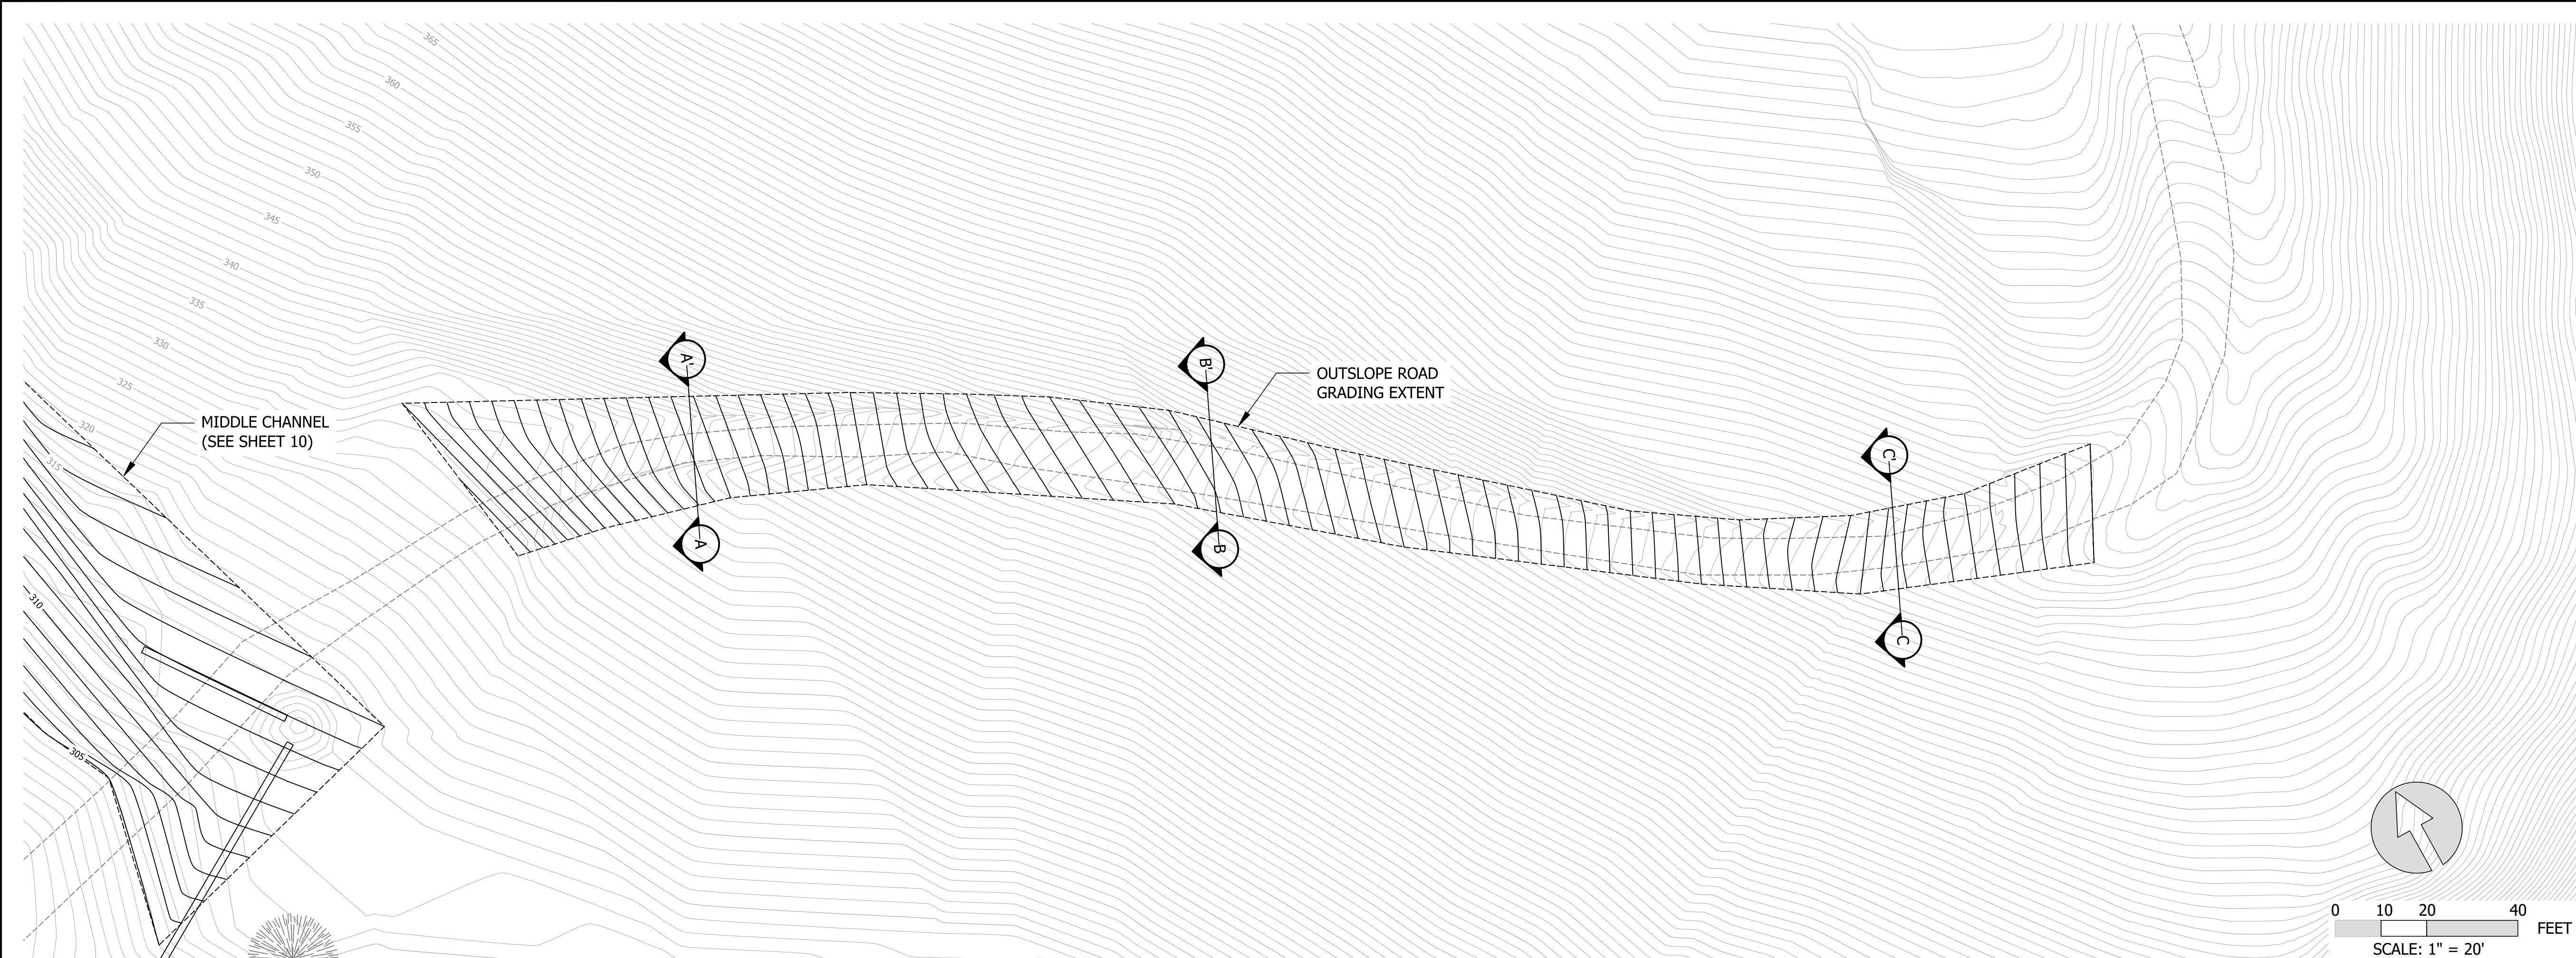 365
360
355
350
345
340
335
330
325
320
315
310
305
MIDDLE CHANNEL
(SEE SHEET 10)
A'
A
B'
B
OUTSLOPE ROAD
GRADING EXTENT
C'
C
0 10 20 40
FEET
SCALE: 1" = 20'